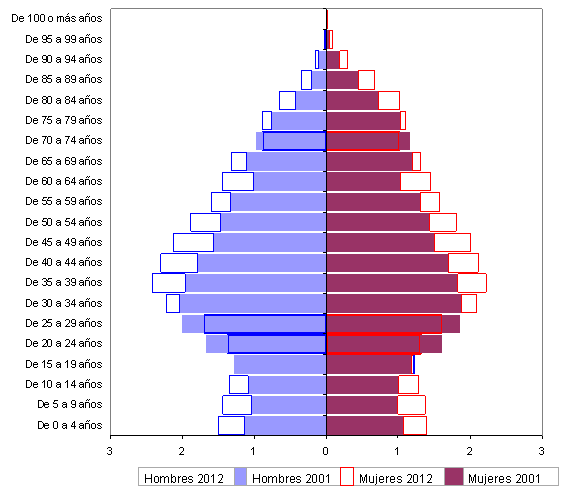 De 100 o más años
De 95 a 99 años
De 90 a 94 años
De 85 a 89 años
De 80 a 84 años
De 75 a 79 años
De 70 a 74 años
De 65 a 69 años
De 60 a 64 años
De 55 a 59 años
De 50 a 54 años
De 45 a 49 años
De 40 a 44 años
De 35 a 39 años
De 30 a 34 años
De 25 a 29 años
De 20 a 24 años
De 15 a 19 años
De 10 a 14 años
De 5 a 9 años
De 0 a 4 años
3 2 1 0 1 2 3
Hombres 2012 Hombres 2001 Mujeres 2012 Mujeres 2001